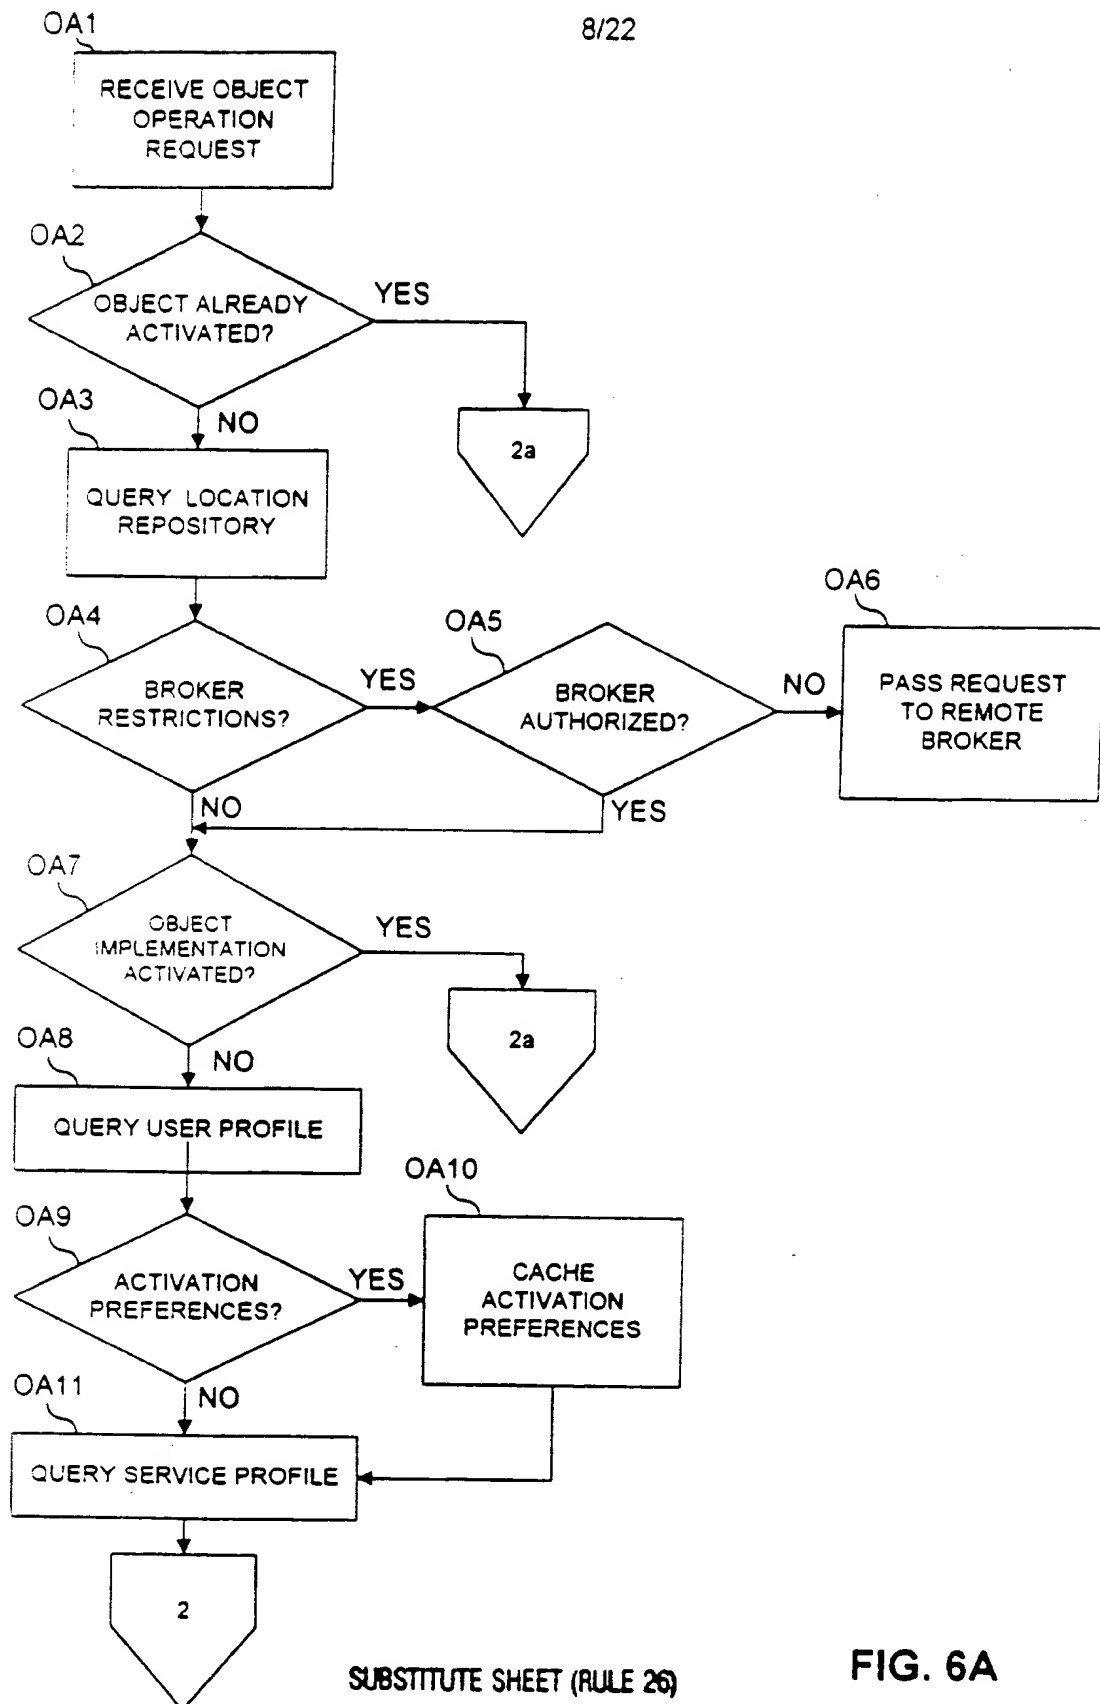 8/22
OA1
RECEIVE OBJECT
OPERATION
REQUEST
OA2
OBJECT ALREADY
ACTIVATED?
YES
NO
2a
OA3
QUERY LOCATION
REPOSITORY
OA4
BROKER
RESTRICTIONS?
YES
NO
OA5
BROKER
AUTHORIZED?
NO
YES
OA6
PASS REQUEST
TO REMOTE
BROKER
OA7
OBJECT
IMPLEMENTATION
ACTIVATED?
YES
NO
2a
OA8
QUERY USER PROFILE
OA9
ACTIVATION
PREFERENCES?
YES
NO
OA10
CACHE
ACTIVATION
PREFERENCES
OA11
QUERY SERVICE PROFILE
2
SUBSTITUTE SHEET (RULE 26)
FIG. 6A